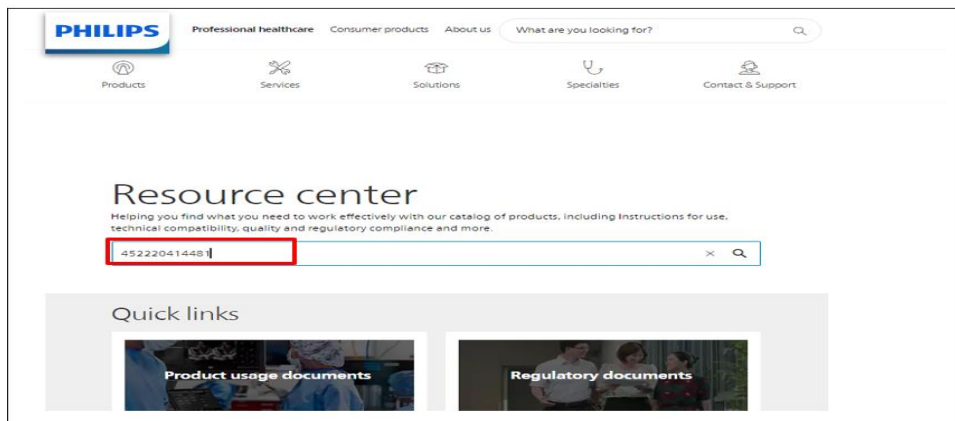 PHILIPS
Professional healthcare Consumer products About us What are you looking for?
Products Services Solutions Specialties Contact & Support
Resource center
Helping you find what you need to work effectively with our catalog of products, including Instructions for use,
technical compatibility, quality and regulatory compliance and more.
452220414481
Quick links
Product usage documents Regulatory documents